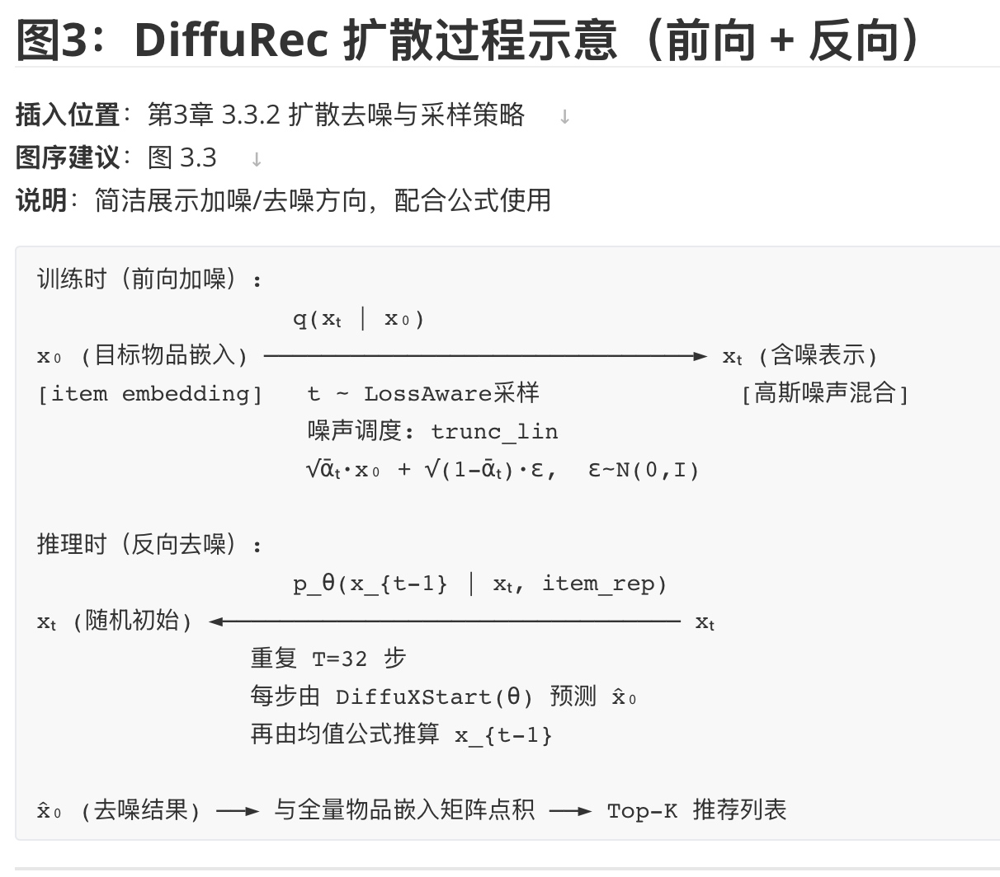 图3：DiffuRec 扩散过程示意（前向 + 反向）
插入位置：第3章 3.3.2 扩散去噪与采样策略 ↓
图序建议：图 3.3 ↓
说明：简洁展示加噪/去噪方向，配合公式使用
训练时（前向加噪）：
q(xₜ | x₀)
x₀ (目标物品嵌入) ──────────────────────────────► xₜ (含噪表示)
[item embedding] t ~ LossAware采样 [高斯噪声混合]
噪声调度: trunc_lin
√ᾱₜ·x₀ + √(1-ᾱₜ)·ε, ε~N(0,I)
推理时（反向去噪）：
p_θ(x_{t-1} | xₜ, item_rep)
xₜ (随机初始) ◄──────────────────────────────── xₜ
重复 T=32 步
每步由 DiffuXStart(θ) 预测 x̂₀
再由均值公式推算 x_{t-1}
x̂₀ (去噪结果) ──► 与全量物品嵌入矩阵点积 ──► Top-K 推荐列表